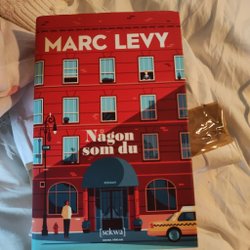 MARC LEVY
Någon
som du
ROMAN
[sekwa]